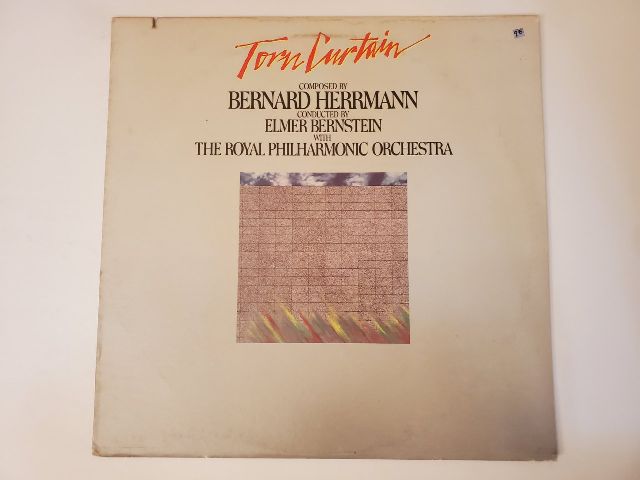 Torn Curtain
COMPOSED BY
BERNARD HERRMANN
CONDUCTED BY
ELMER BERNSTEIN
WITH
THE ROYAL PHILHARMONIC ORCHESTRA